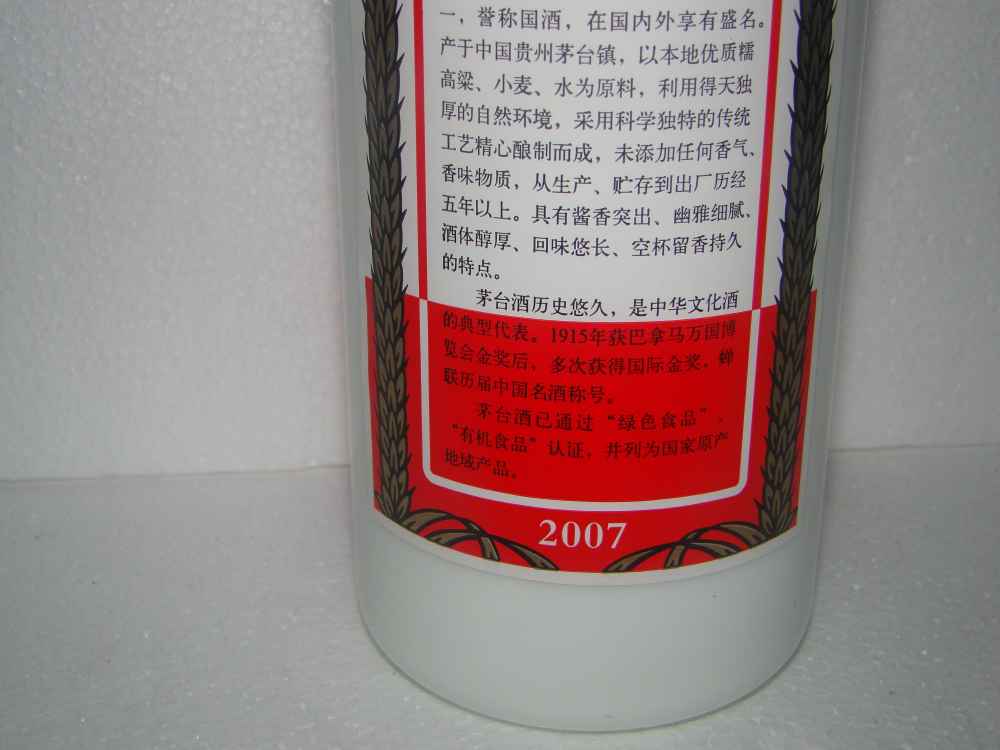 一，誉称国酒，在国内外享有盛名。
产于中国贵州茅台镇，以本地优质糯
高粱、小麦、水为原料，利用得天独
厚的自然环境，采用科学独特的传统
工艺精心酿制而成，未添加任何香气、
香味物质，从生产、贮存到出厂历经
五年以上。具有酱香突出、幽雅细腻、
酒体醇厚、回味悠长、空杯留香持久
的特点。
茅台酒历史悠久，是中华文化酒
的典型代表。1915年获巴拿马万国博
览会金奖后，多次获得国际金奖，蝉
联历届中国名酒称号。
茅台酒已通过“绿色食品”、
“有机食品”认证，并列为国家原产
地域产品。
2007